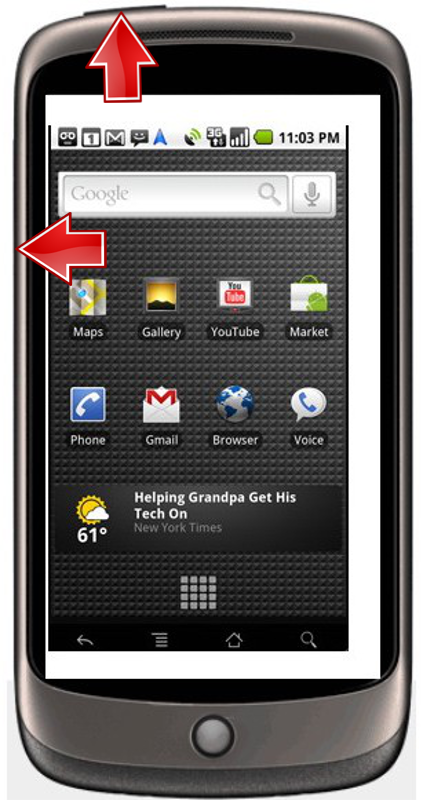 1 3G 11:03 PM
Google
You
Tube
Maps Gallery YouTube Market
Phone Gmail Browser Voice
Helping Grandpa Get His
Tech On
New York Times
61°